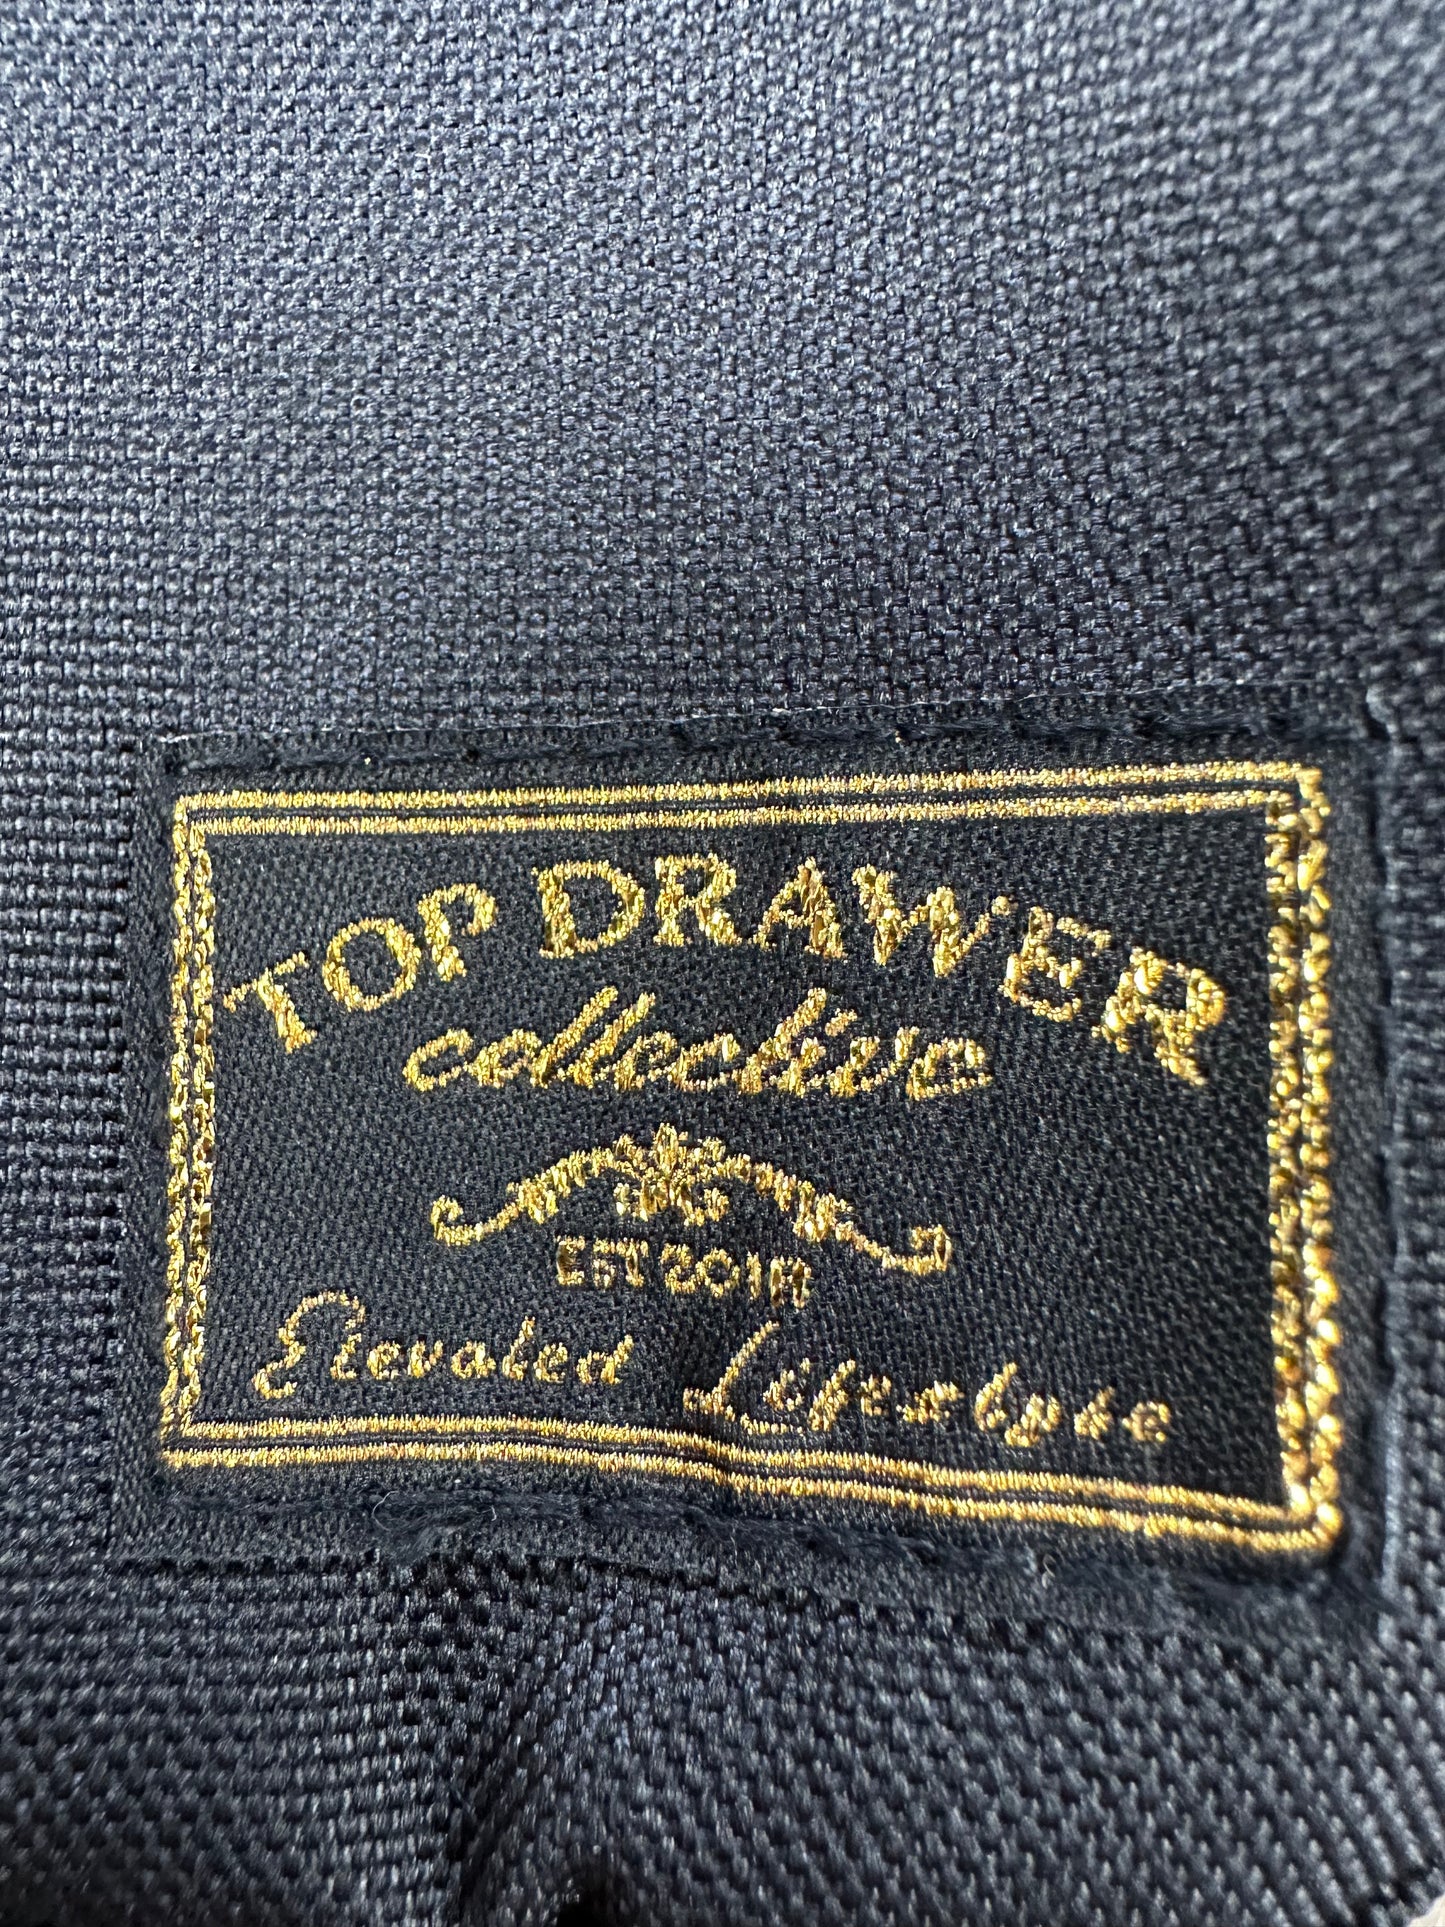 TOP DRAWER
collective
EST 2018
Elevated Lifestyle